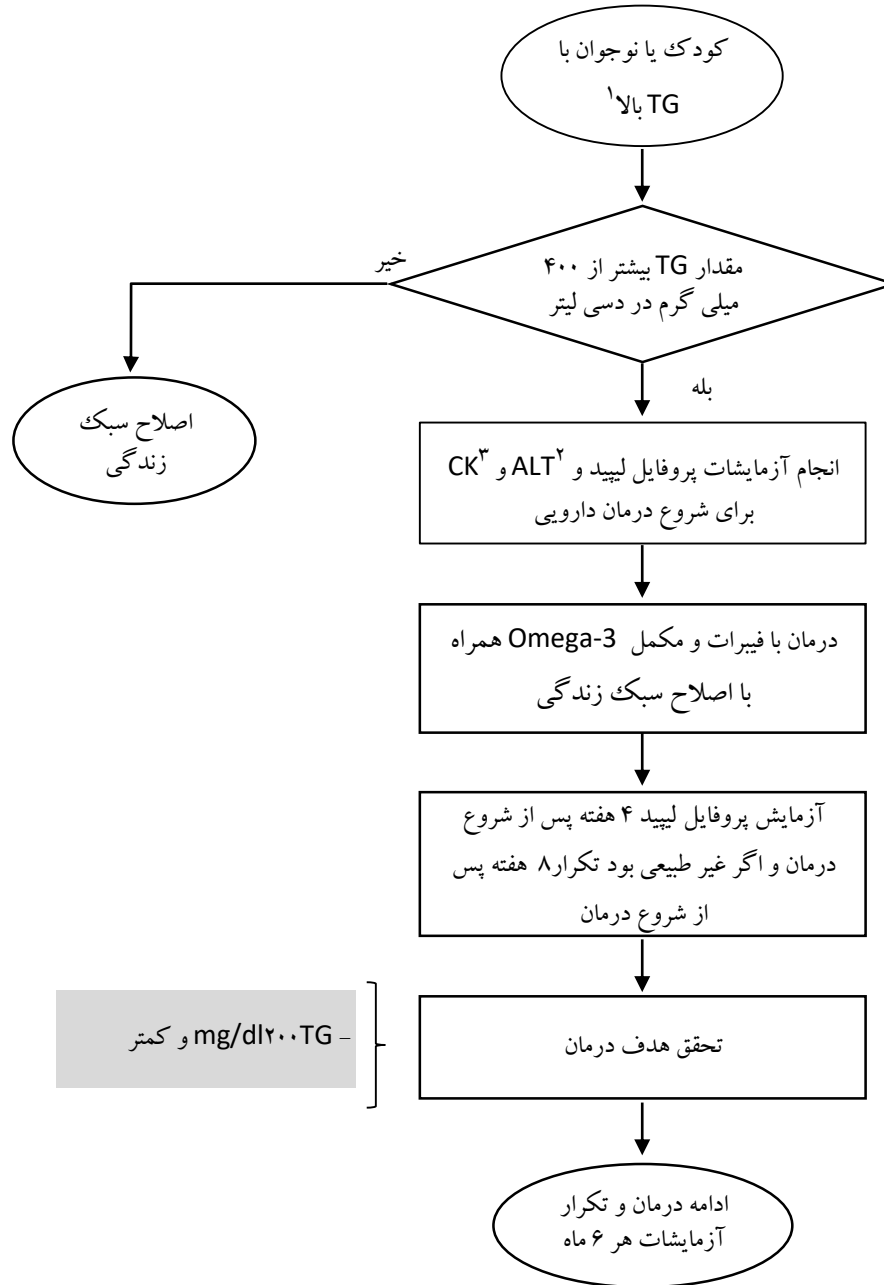 کودک یا نوجوان با
TG بالا۱
مقدار TG بیشتر از ۴۰۰
میلی گرم در دسی لیتر
خیر
بله
اصلاح سبک
زندگی
انجام آزمایشات پروفایل لیپید و ALT۲ و CK۳
برای شروع درمان دارویی
درمان با فیبرات و مکمل Omega-3 همراه
با اصلاح سبک زندگی
آزمایش پروفایل لیپید ۴ هفته پس از شروع
درمان و اگر غیر طبیعی بود تکرار۸ هفته پس
از شروع درمان
تحقق هدف درمان
– mg/dl۲۰۰TG و کمتر
ادامه درمان و تکرار
آزمایشات هر ۶ ماه